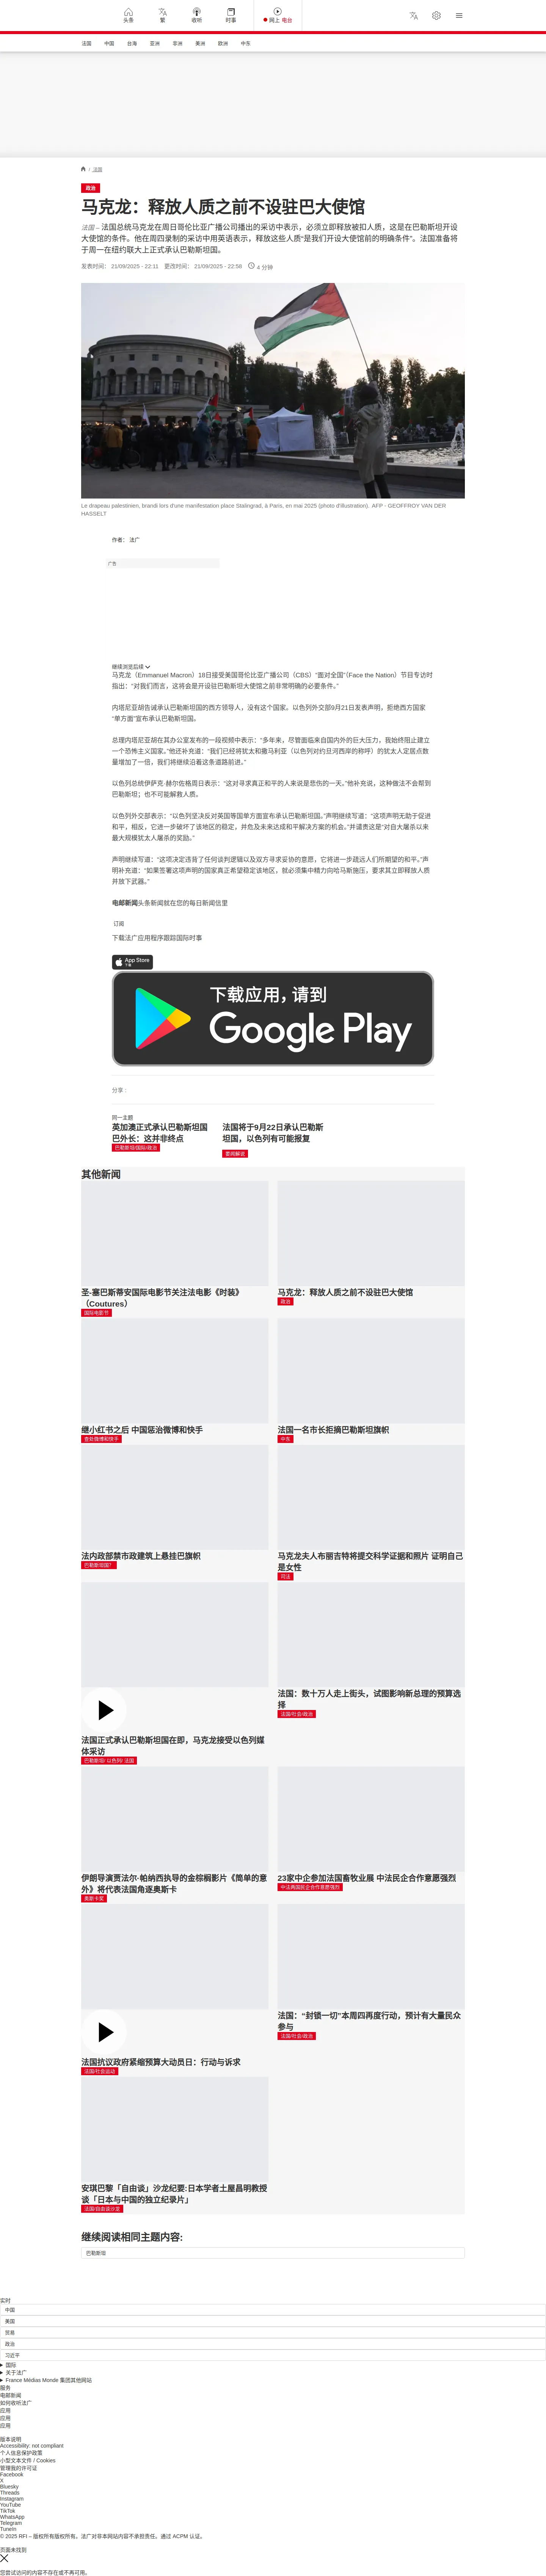 头条
繁
收听
时事
网上 电台
法国 中国 台海 亚洲 非洲 美洲 欧洲 中东
/ 法国
政治
马克龙：释放人质之前不设驻巴大使馆
法国 – 法国总统马克龙在周日哥伦比亚广播公司播出的采访中表示，必须立即释放被扣人质，这是在巴勒斯坦开设
大使馆的条件。他在周四录制的采访中用英语表示，释放这些人质“是我们开设大使馆前的明确条件”。法国准备将
于周一在纽约联大上正式承认巴勒斯坦国。
发表时间： 21/09/2025 - 22:11 更改时间： 21/09/2025 - 22:58 4 分钟
Le drapeau palestinien, brandi lors d'une manifestation place Stalingrad, à Paris, en mai 2025 (photo d'illustration). AFP - GEOFFROY VAN DER
HASSELT
作者： 法广
广告
继续浏览后续
马克龙（Emmanuel Macron）18日接受美国哥伦比亚广播公司（CBS）“面对全国”（Face the Nation）节目专访时
指出：“对我们而言，这将会是开设驻巴勒斯坦大使馆之前非常明确的必要条件。”
内塔尼亚胡告诫承认巴勒斯坦国的西方领导人，没有这个国家。以色列外交部9月21日发表声明，拒绝西方国家
“单方面”宣布承认巴勒斯坦国。
总理内塔尼亚胡在其办公室发布的一段视频中表示：“多年来，尽管面临来自国内外的巨大压力，我始终阻止建立
一个恐怖主义国家。”他还补充道：“我们已经将犹太和撒马利亚（以色列对约旦河西岸的称呼）的犹太人定居点数
量增加了一倍，我们将继续沿着这条道路前进。”
以色列总统伊萨克·赫尔佐格周日表示：“这对寻求真正和平的人来说是悲伤的一天。”他补充说，这种做法不会帮到
巴勒斯坦；也不可能解救人质。
以色列外交部表示：“以色列坚决反对英国等国单方面宣布承认巴勒斯坦国。”声明继续写道：“这项声明无助于促进
和平，相反，它进一步破坏了该地区的稳定，并危及未来达成和平解决方案的机会。”并谴责这是“对自大屠杀以来
最大规模犹太人屠杀的奖励。”
声明继续写道：“这项决定违背了任何谈判逻辑以及双方寻求妥协的意愿，它将进一步疏远人们所期望的和平。”声
明补充道：“如果签署这项声明的国家真正希望稳定该地区，就必须集中精力向哈马斯施压，要求其立即释放人质
并放下武器。”
电邮新闻头条新闻就在您的每日新闻信里
订阅
下载法广应用程序跟踪国际时事
App Store
下载
下载应用，请到
Google Play
分享 :
同一主题
英加澳正式承认巴勒斯坦国
巴外长：这并非终点
巴勒斯坦/国际/政治
法国将于9月22日承认巴勒斯
坦国，以色列有可能报复
要闻解说
其他新闻
圣-塞巴斯蒂安国际电影节关注法电影《时装》
（Coutures）
国际电影节
马克龙：释放人质之前不设驻巴大使馆
政治
继小红书之后 中国惩治微博和快手
查处微博和快手
法国一名市长拒摘巴勒斯坦旗帜
中东
法内政部禁市政建筑上悬挂巴旗帜
巴勒斯坦国？
马克龙夫人布丽吉特将提交科学证据和照片 证明自己
是女性
司法
法国正式承认巴勒斯坦国在即，马克龙接受以色列媒
体采访
巴勒斯坦/ 以色列/ 法国
法国：数十万人走上街头，试图影响新总理的预算选
择
法国/社会/政治
伊朗导演贾法尔·帕纳西执导的金棕榈影片《简单的意
外》将代表法国角逐奥斯卡
奥斯卡奖
23家中企参加法国畜牧业展 中法民企合作意愿强烈
中法两国民企合作意愿强烈
法国抗议政府紧缩预算大动员日：行动与诉求
法国/社会运动
法国：“封锁一切”本周四再度行动，预计有大量民众
参与
法国/社会/政治
安琪巴黎「自由谈」沙龙纪要:日本学者土屋昌明教授
谈「日本与中国的独立纪录片」
法国/自由谈沙龙
继续阅读相同主题内容:
巴勒斯坦
实时
中国
美国
贸易
政治
习近平
国际
关于法广
France Médias Monde 集团其他网站
服务
电邮新闻
如何收听法广
应用
应用
应用
版本说明
Accessibility: not compliant
个人信息保护政策
小型文本文件 / Cookies
管理我的许可证
Facebook
X
Bluesky
Threads
Instagram
YouTube
TikTok
WhatsApp
Telegram
TuneIn
© 2025 RFI – 版权所有版权所有。法广对非本网站内容不承担责任。通过 ACPM 认证。
页面未找到
您尝试访问的内容不存在或不再可用。